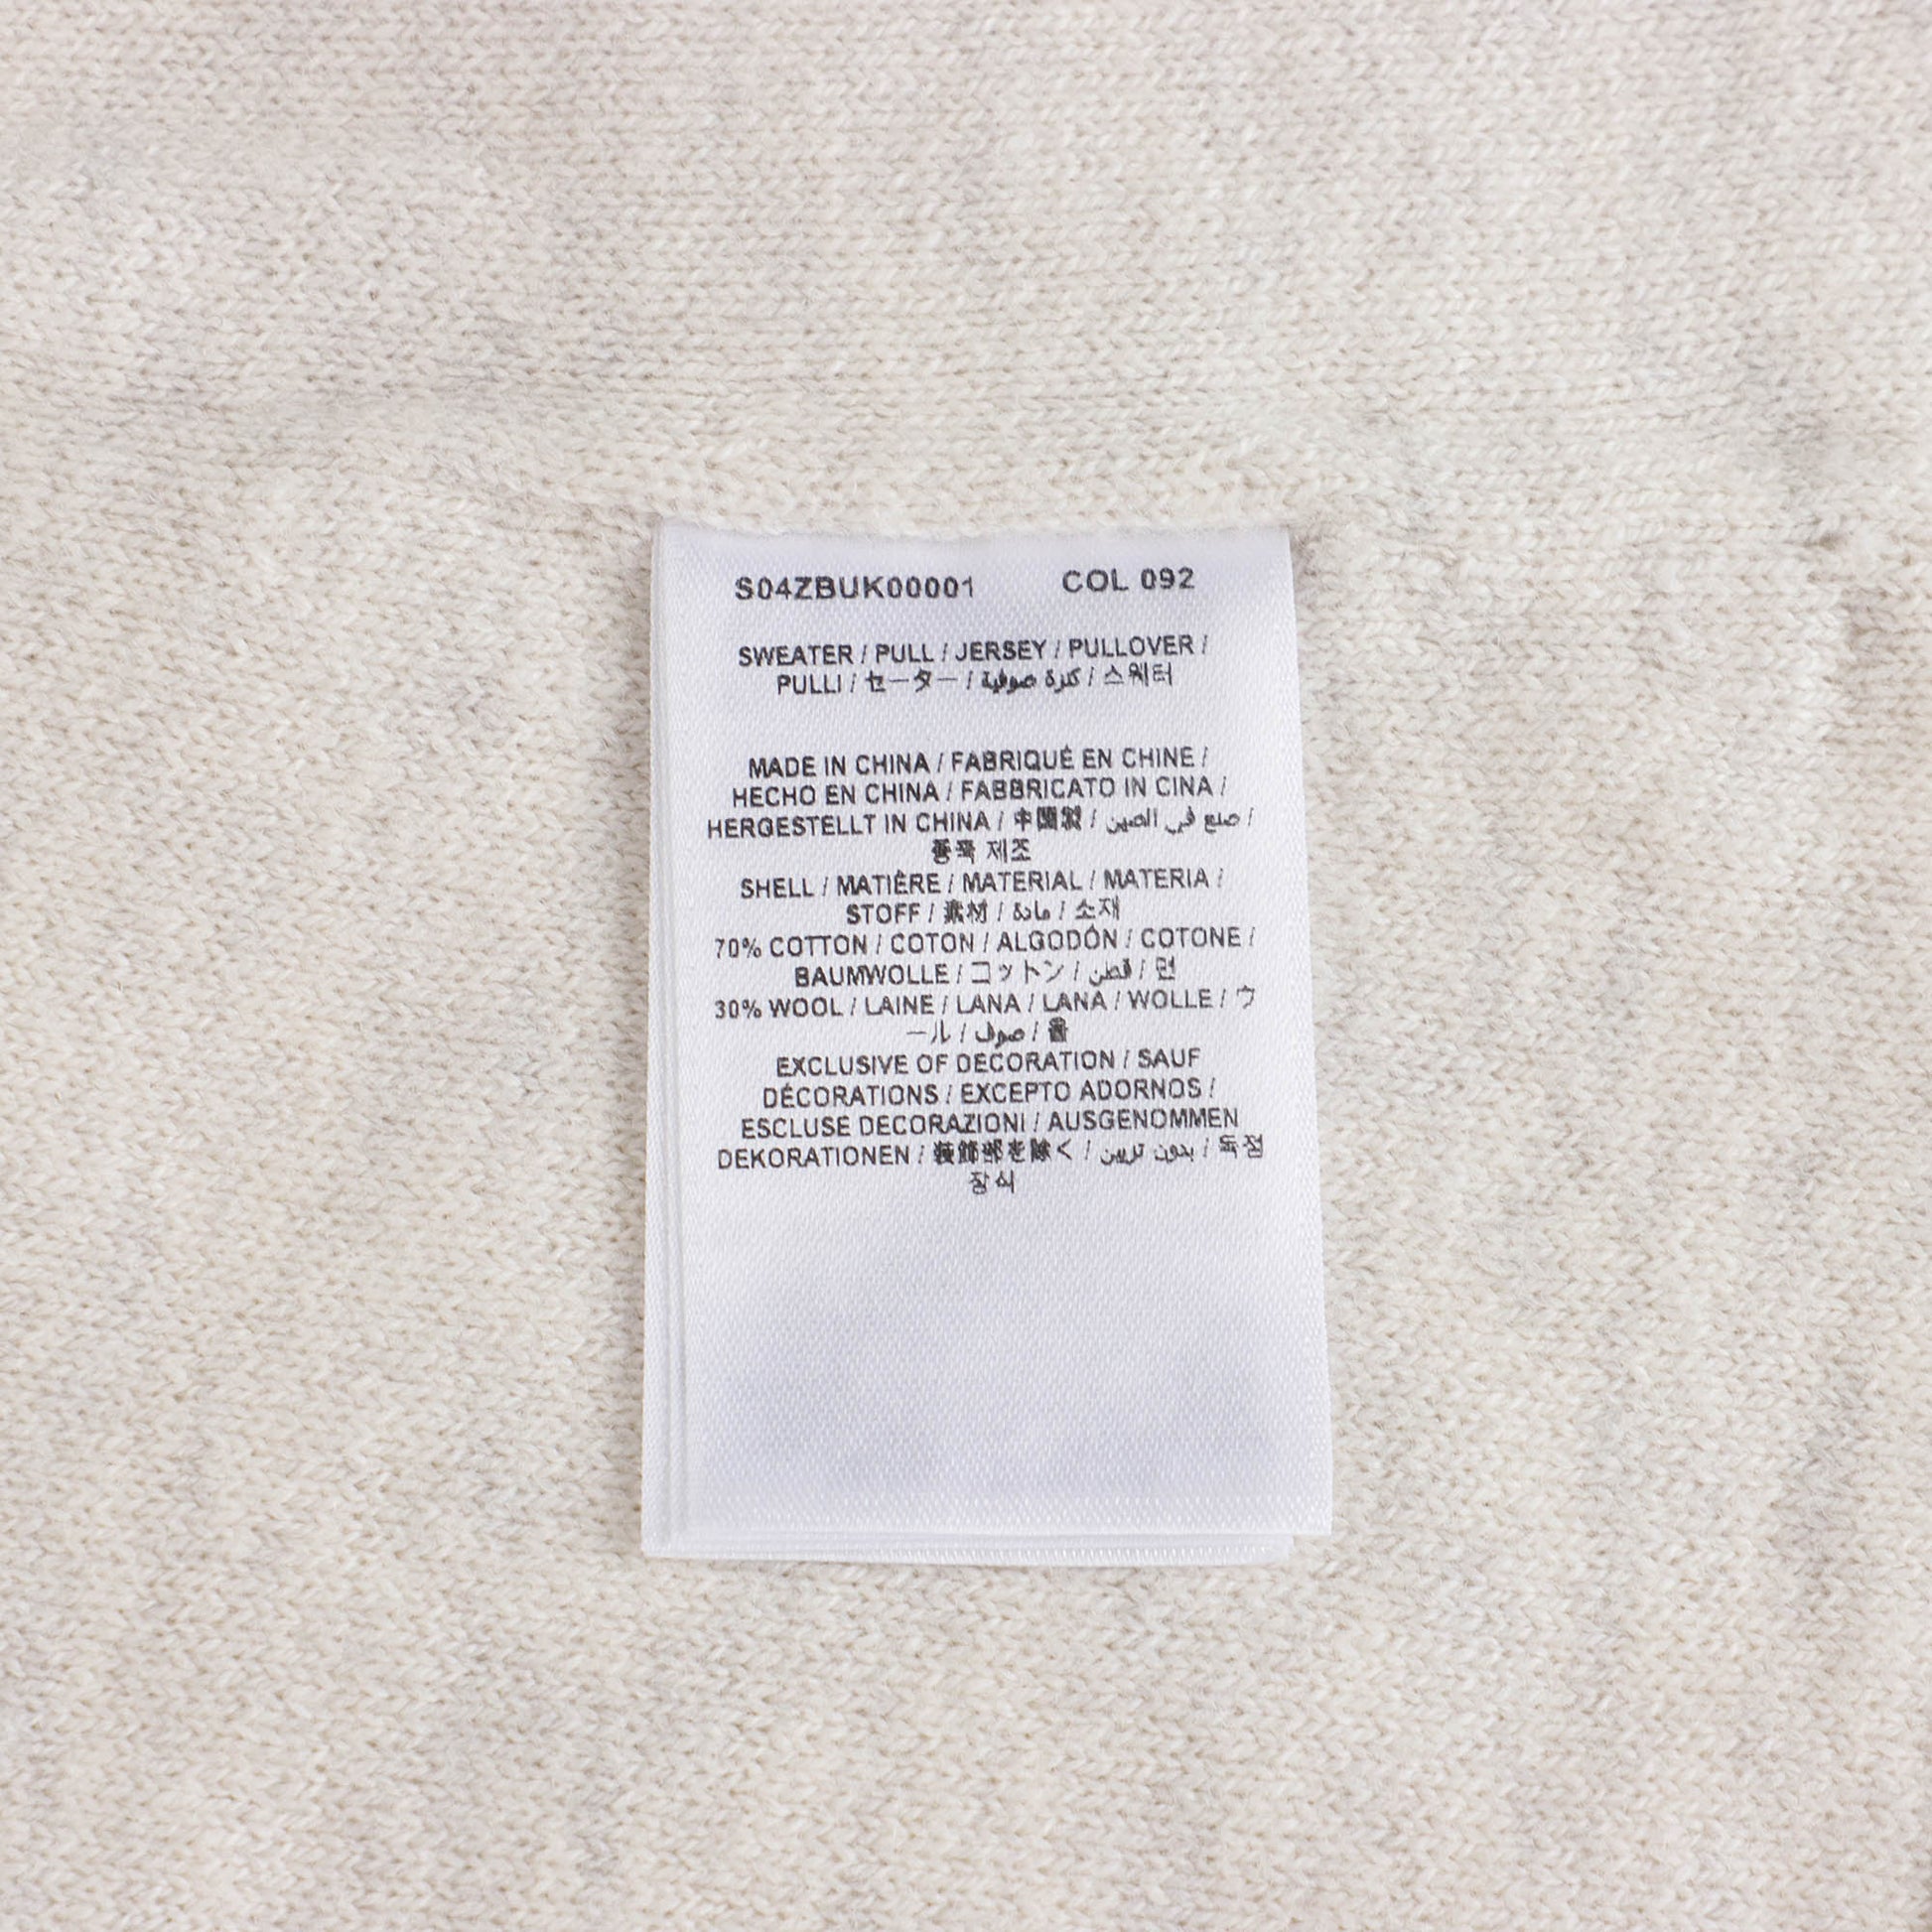 S04ZBUK00001 COL 092
SWEATER / PULL / JERSEY / PULLOVER /
PULLI / セーター / كنزة صوفية / 스웨터
MADE IN CHINA / FABRIQUÉ EN CHINE /
HECHO EN CHINA / FABBRICATO IN CINA /
HERGESTELLT IN CHINA / 中國製 / صنع في الصين /
중국 제조
SHELL / MATIÈRE / MATERIAL / MATERIA /
STOFF / 素材 / مادة / 소재
70% COTTON / COTON / ALGODÓN / COTONE /
BAUMWOLLE / コットン / قطن / 면
30% WOOL / LAINE / LANA / LANA / WOLLE / ウ
ール / صوف / 울
EXCLUSIVE OF DECORATION / SAUF
DÉCORATIONS / EXCEPTO ADORNOS /
ESCLUSE DECORAZIONI / AUSGENOMMEN
DEKORATIONEN / 装飾部を除く / بدون تزيين / 독점
장식